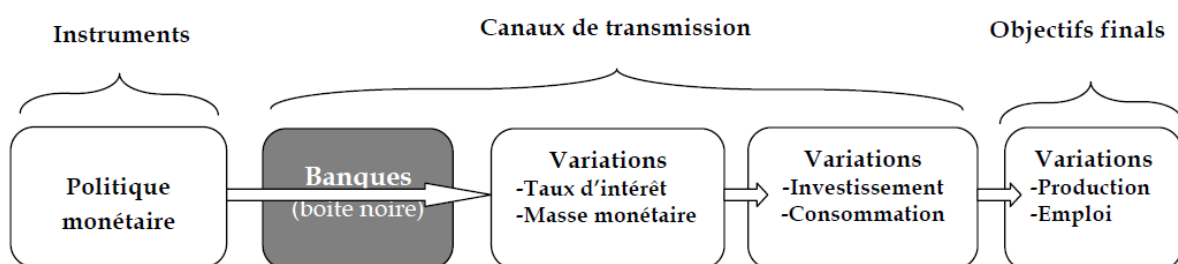 Instruments
Canaux de transmission
Objectifs finals
Politique
monétaire
Banques
(boite noire)
Variations
-Taux d'intérêt
-Masse monétaire
Variations
-Investissement
-Consommation
Variations
-Production
-Emploi